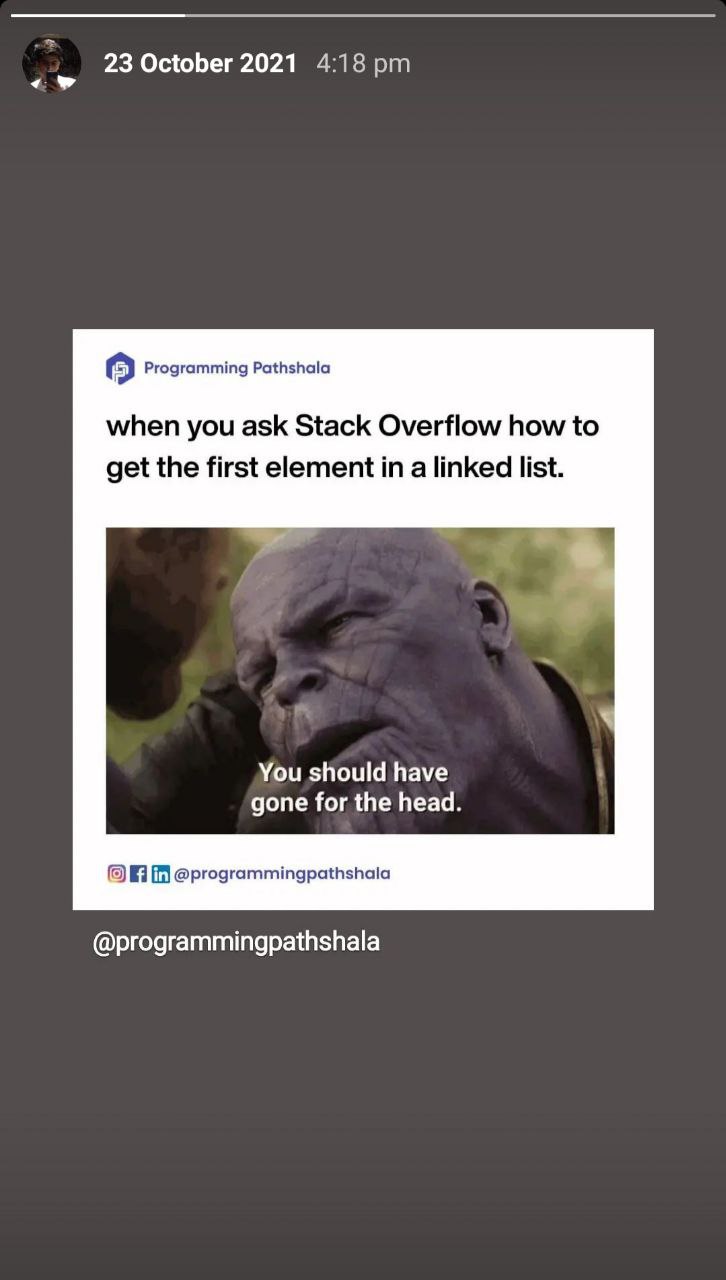 23 October 2021 4:18 pm
Programming Pathshala
when you ask Stack Overflow how to
get the first element in a linked list.
You should have
gone for the head.
@programmingpathshala
@programmingpathshala